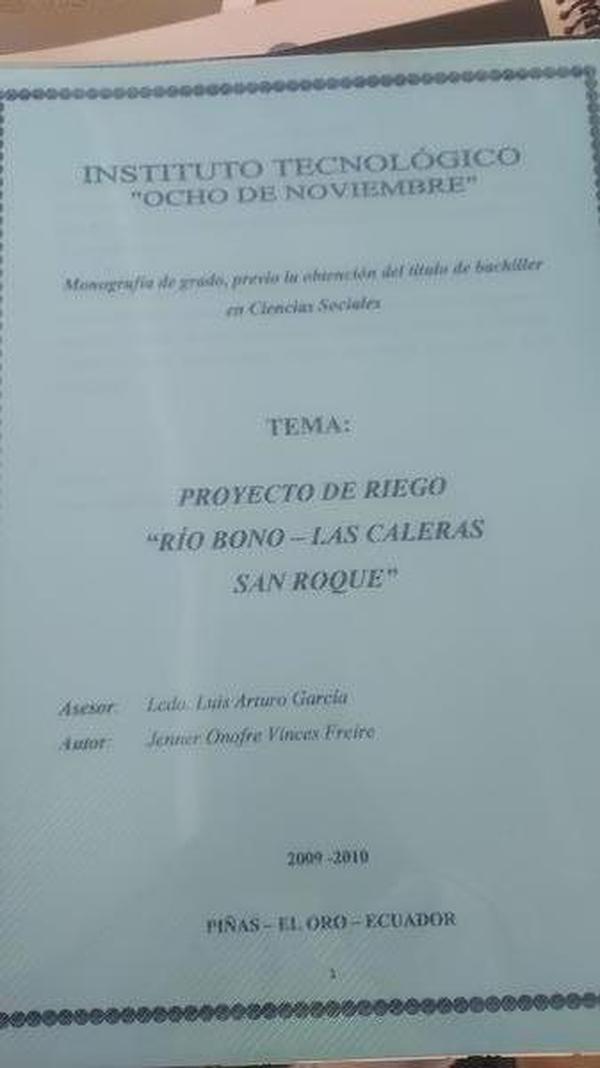 INSTITUTO TECNOLÓGICO
"OCHO DE NOVIEMBRE"
Monografía de grado, previo la obtención del titulo de bachiller
en Ciencias Sociales
TEMA:
PROYECTO DE RIEGO
“RÍO BONO – LAS CALERAS
SAN ROQUE”
Asesor: Lcdo. Luis Arturo García
Autor: Jenner Onofre Vinces Freire
2009 -2010
PIÑAS – EL ORO – ECUADOR
1